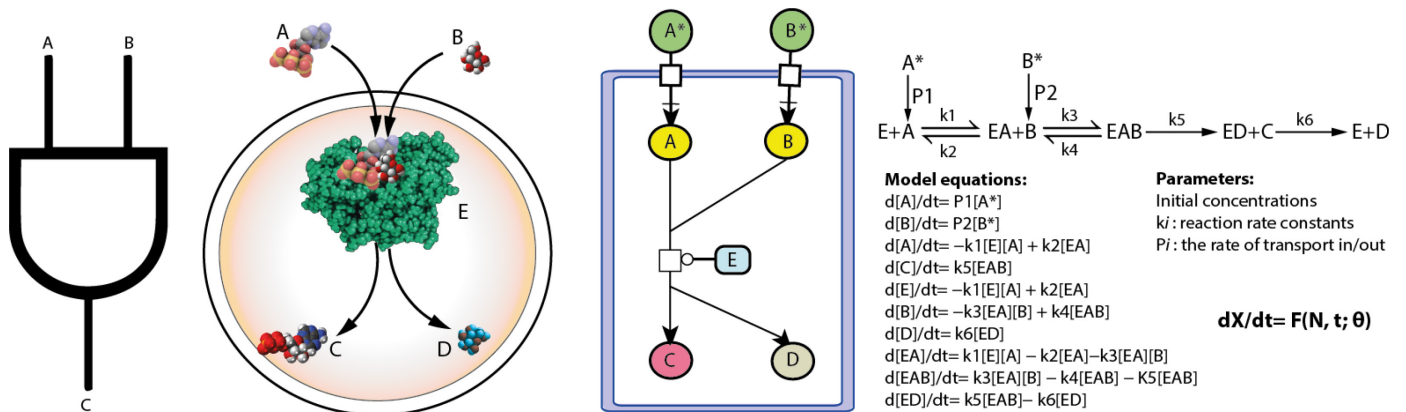 A B
C
A
B
E
C
D
A* B*
A B
E
C D
A* B*
P1 P2
k1 k3 k5 k6
E+A EA+B EAB ED+C E+D
k2 k4
Model equations:
d[A]/dt= P1[A*]
d[B]/dt= P2[B*]
d[A]/dt= −k1[E][A] + k2[EA]
d[C]/dt= k5[EAB]
d[E]/dt= −k1[E][A] + k2[EA]
d[B]/dt= −k3[EA][B] + k4[EAB]
d[D]/dt= k6[ED]
d[EA]/dt= k1[E][A] − k2[EA]−k3[EA][B]
d[EAB]/dt= k3[EA][B] − k4[EAB] − K5[EAB]
d[ED]/dt= k5[EAB]− k6[ED]
Parameters:
Initial concentrations
ki : reaction rate constants
Pi : the rate of transport in/out
dX/dt= F(N, t; θ)